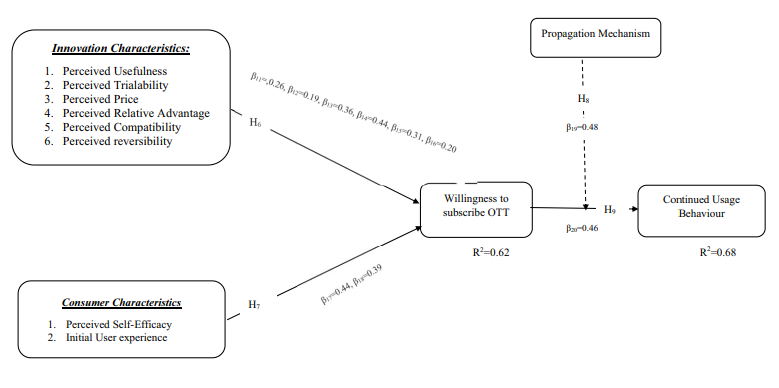 Propagation Mechanism
Innovation Characteristics:
1. Perceived Usefulness
2. Perceived Trialability
3. Perceived Price
4. Perceived Relative Advantage
5. Perceived Compatibility
6. Perceived reversibility
β₁₁=.0.26, β₁₂=0.19, β₁₃=0.36, β₁₄=0.44, β₁₅=0.31, β₁₆=0.20
H₆
H₈
β₁₉=0.48
Willingness to
subscribe OTT
H₉
β₂₀=0.46
Continued Usage
Behaviour
R²=0.62
R²=0.68
β₁₇=0.44, β₁₈=0.39
H₇
Consumer Characteristics
1. Perceived Self-Efficacy
2. Initial User experience